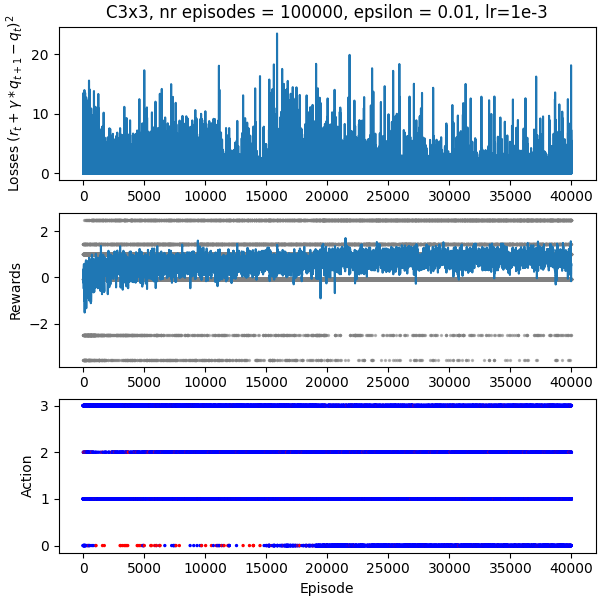 C3x3, nr episodes = 100000, epsilon = 0.01, lr=1e-3
Losses $(r_t + \gamma * q_{t+1} - q_t)^2$
20
10
0
0 5000 10000 15000 20000 25000 30000 35000 40000
Rewards
2
0
−2
0 5000 10000 15000 20000 25000 30000 35000 40000
Action
3
2
1
0
0 5000 10000 15000 20000 25000 30000 35000 40000
Episode